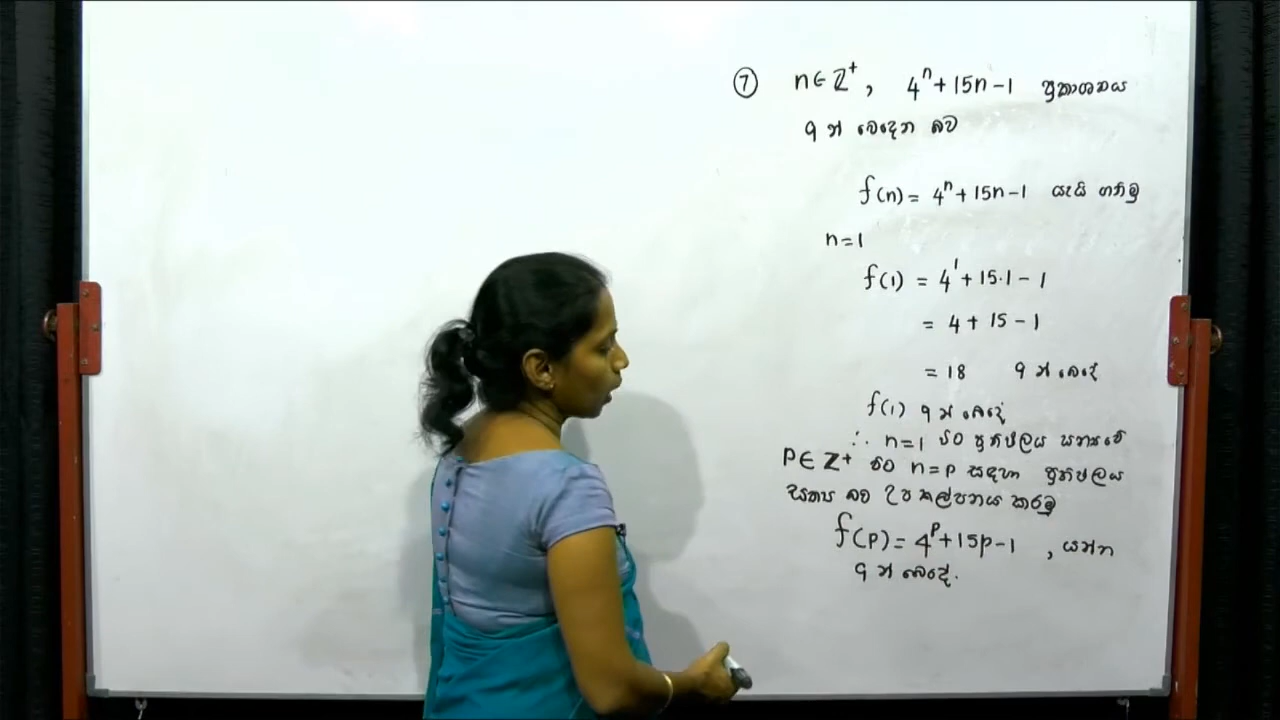 ⑦ n∈ℤ⁺, 4ⁿ+15n−1 ප්‍රකාශනය
9 න් බෙදෙන බව
f(n) = 4ⁿ+15n−1 යැයි ගනිමු
n=1
f(1) = 4¹+15·1−1
= 4+15−1
= 18 9 න් බෙදේ
f(1) 9 න් බෙදේ
∴ n=1 විට ප්‍රතිඵලය සත්‍යවේ
P∈ℤ⁺ විට n=P සඳහා ප්‍රතිඵලය
සත්‍ය බව උපකල්පනය කරමු
f(P) = 4ᴾ+15p−1 , යන්න
9 න් බෙදේ.